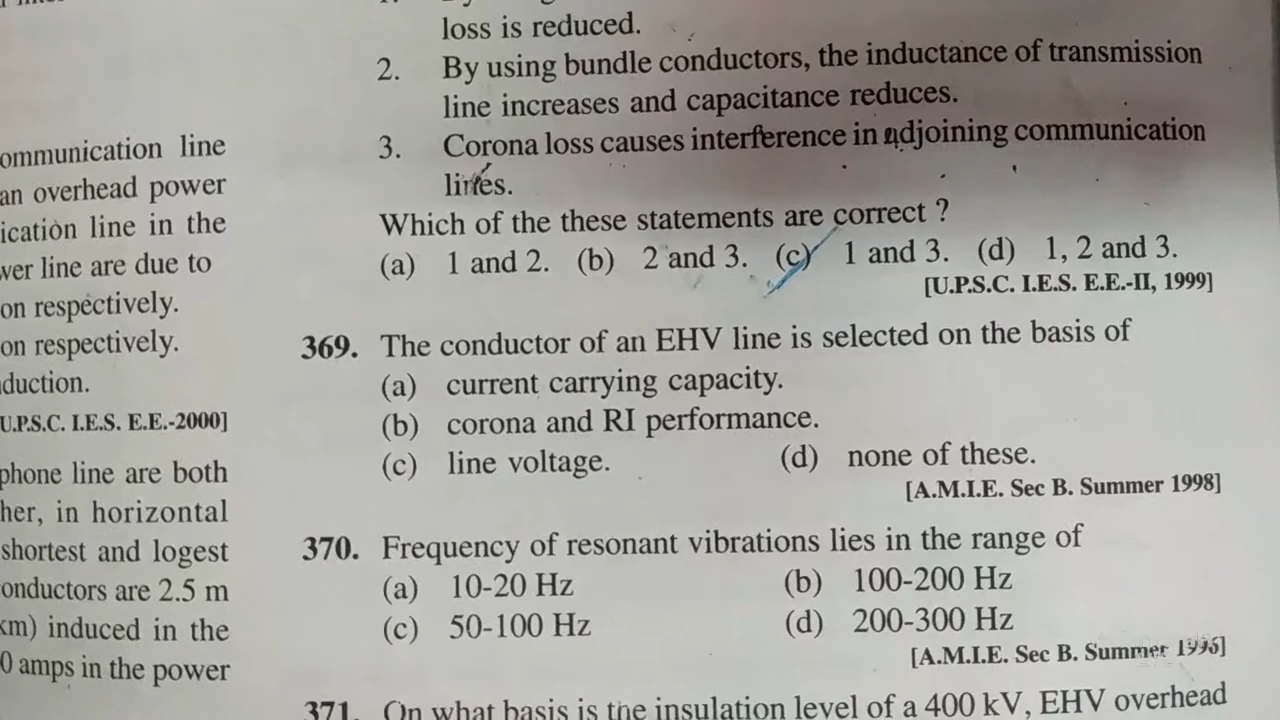 loss is reduced.
2. By using bundle conductors, the inductance of transmission
line increases and capacitance reduces.
3. Corona loss causes interference in adjoining communication
lines.
Which of the these statements are correct ?
(a) 1 and 2. (b) 2 and 3. (c) 1 and 3. (d) 1, 2 and 3.
[U.P.S.C. I.E.S. E.E.-II, 1999]
369. The conductor of an EHV line is selected on the basis of
(a) current carrying capacity.
(b) corona and RI performance.
(c) line voltage. (d) none of these.
[A.M.I.E. Sec B. Summer 1998]
370. Frequency of resonant vibrations lies in the range of
(a) 10-20 Hz (b) 100-200 Hz
(c) 50-100 Hz (d) 200-300 Hz
[A.M.I.E. Sec B. Summer
371. On what basis is the insulation level of a 400 kV, EHV overhead
ommunication line
an overhead power
ication line in the
wer line are due to
on respectively.
on respectively.
duction.
U.P.S.C. I.E.S. E.E.-2000]
phone line are both
her, in horizontal
shortest and logest
onductors are 2.5 m
km) induced in the
0 amps in the power